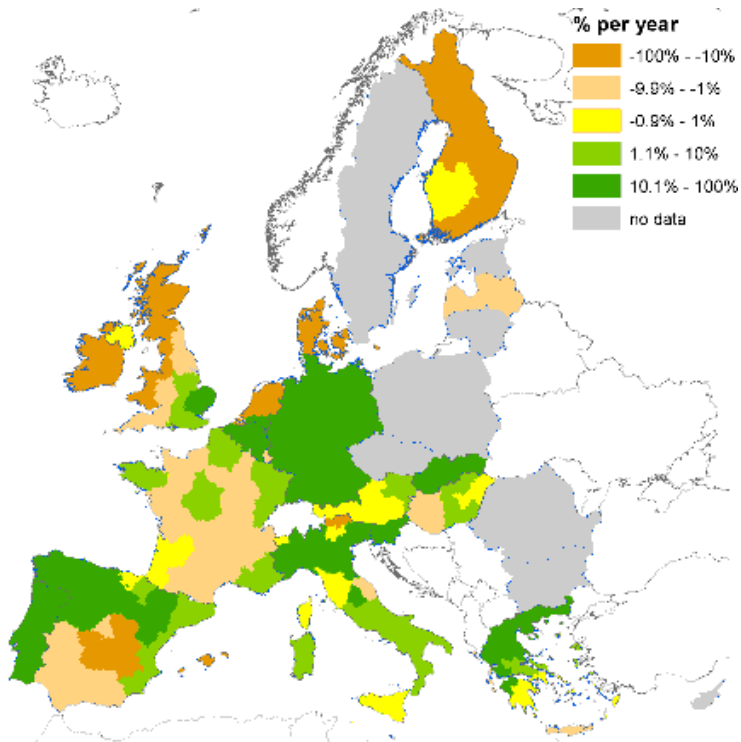 % per year
-100% - -10%
-9.9% - -1%
-0.9% - 1%
1.1% - 10%
10.1% - 100%
no data